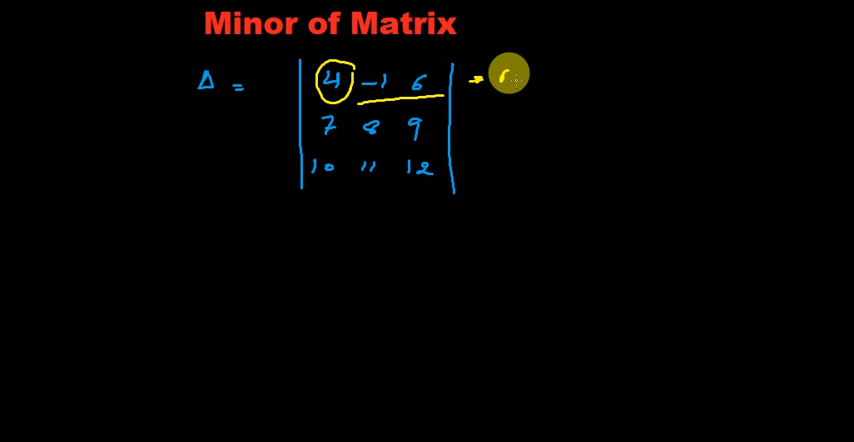 Minor of Matrix
Δ = | 4 -1 6 | →
7 8 9
10 11 12